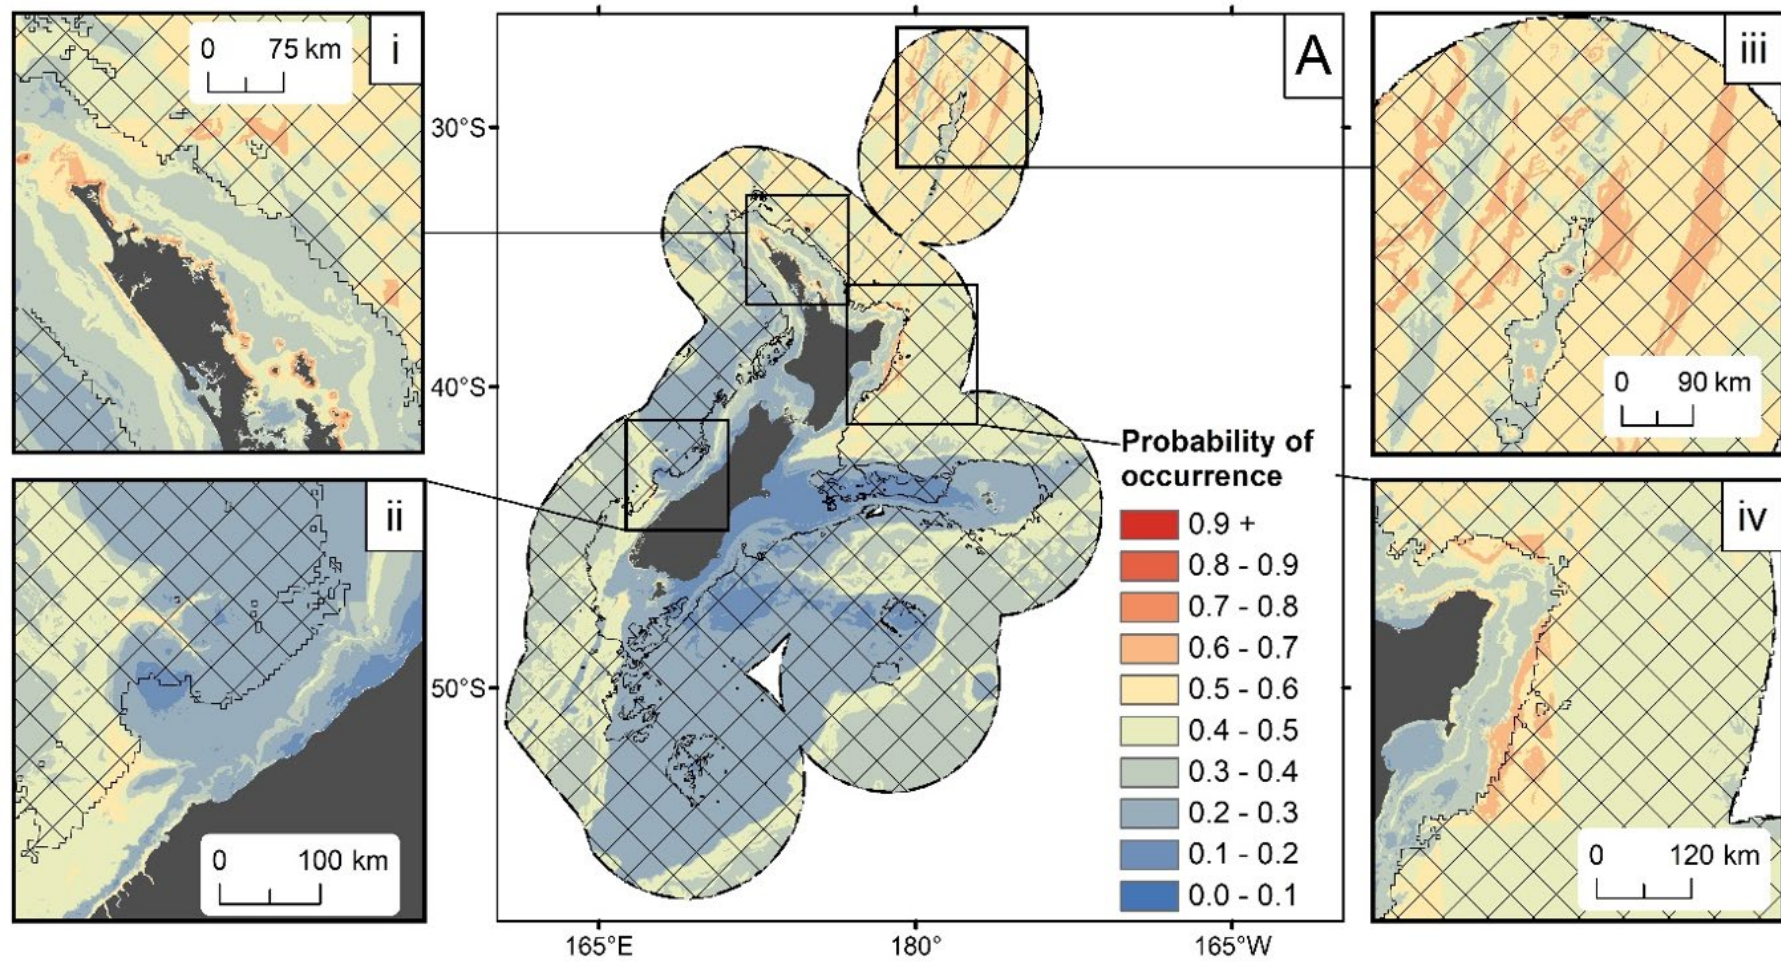 i
0 75 km
A
iii
30°S
0 90 km
40°S
Probability of
occurrence
0.9 +
ii
iv
0.8 - 0.9
0.7 - 0.8
0.6 - 0.7
50°S
0.5 - 0.6
0.4 - 0.5
0.3 - 0.4
0.2 - 0.3
0 100 km
0 120 km
0.1 - 0.2
0.0 - 0.1
165°E 180° 165°W